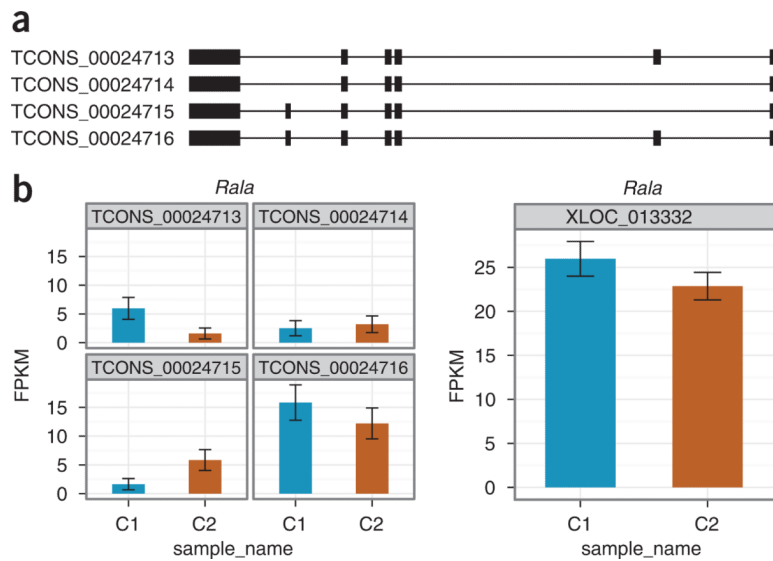 a
TCONS_00024713
TCONS_00024714
TCONS_00024715
TCONS_00024716
b
Rala
TCONS_00024713 TCONS_00024714
15
10
5
0
TCONS_00024715 TCONS_00024716
15
10
5
0
FPKM
C1 C2 C1 C2
sample_name
Rala
XLOC_013332
25
20
25
10
5
0
FPKM
C1 C2
sample_name